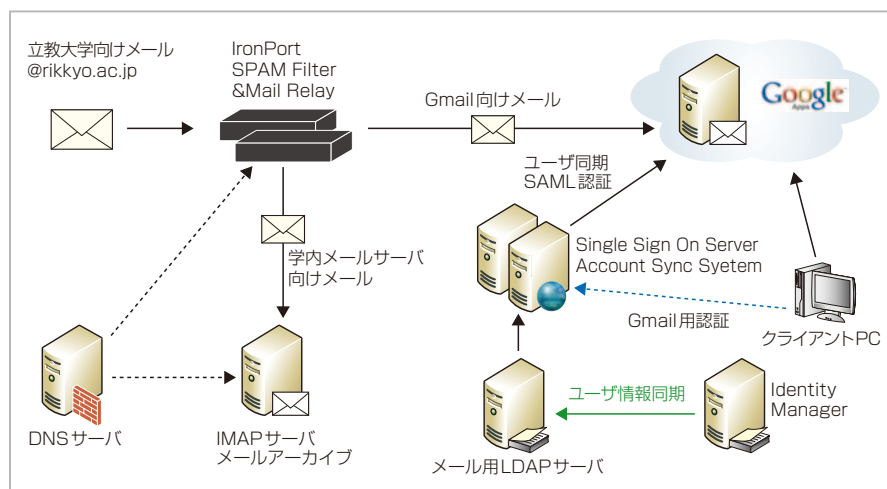 立教大学向けメール
@rikkyo.ac.jp
IronPort
SPAM Filter
&Mail Relay
Gmail向けメール
Google
Apps
ユーザ同期
SAML認証
学内メールサーバ
向けメール
Single Sign On Server
Account Sync Syetem
Gmail用認証
クライアントPC
DNSサーバ
IMAPサーバ
メールアーカイブ
ユーザ情報同期
Identity
Manager
メール用LDAPサーバ